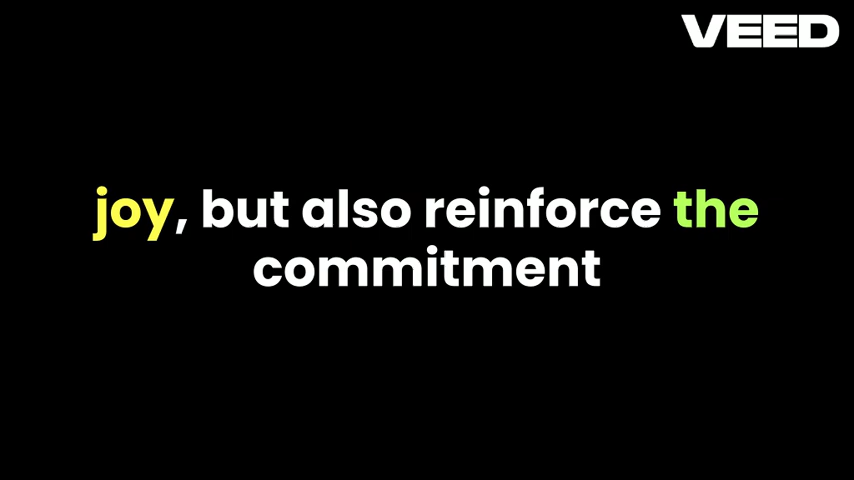 VEED
joy, but also reinforce the
commitment